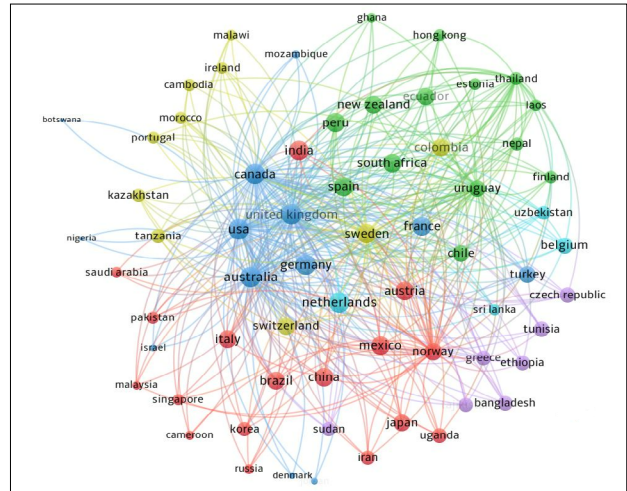 ghana
malawi
hong kong
mozambique
ireland
thailand
cambodia
estonia
ecuador
new zealand
laos
morocco
peru
botswana
portugal
nepal
india
colombia
south africa
canada
finland
spain
uruguay
kazakhstan
uzbekistan
united kingdom
usa
france
sweden
tanzania
nigeria
belgium
chile
germany
saudi arabia
australia
turkey
austria
czech republic
netherlands
sri lanka
pakistan
switzerland
tunisia
italy
israel
mexico
norway
greece
ethiopia
brazil
china
malaysia
singapore
bangladesh
japan
cameroon
korea
sudan
uganda
iran
russia
denmark